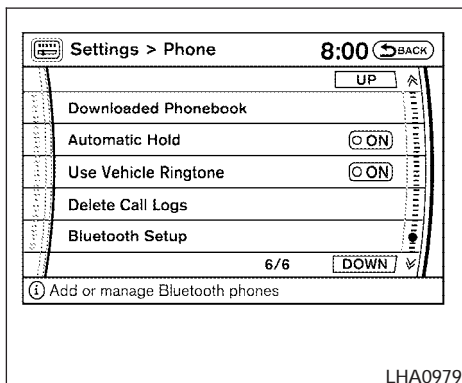 Settings > Phone 8:00 BACK
UP
Downloaded Phonebook
Automatic Hold ON
Use Vehicle Ringtone ON
Delete Call Logs
Bluetooth Setup
6/6 DOWN
i Add or manage Bluetooth phones
LHA0979